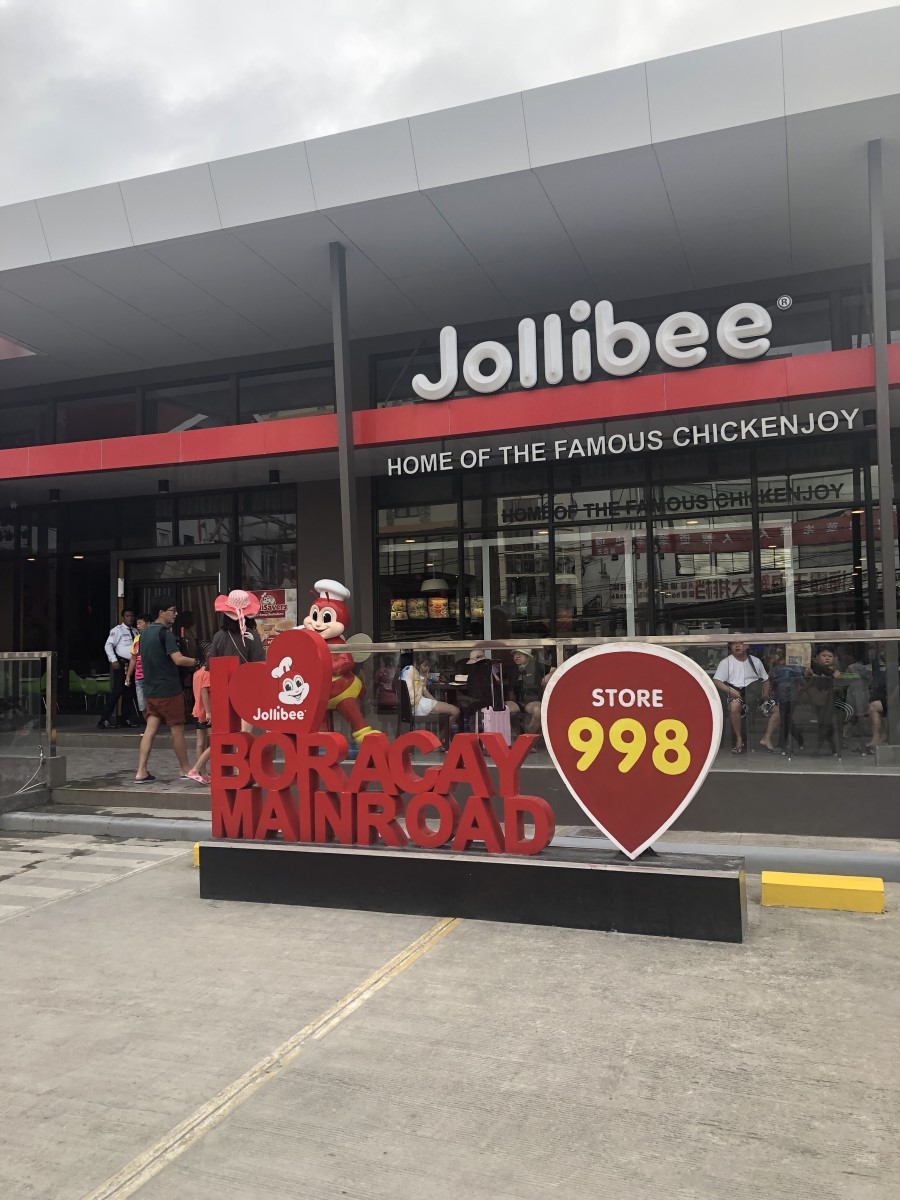 Jollibee®
HOME OF THE FAMOUS CHICKENJOY
HOME OF THE FAMOUS CHICKENJOY
I
Jollibee
BORACAY
MAINROAD
STORE
998